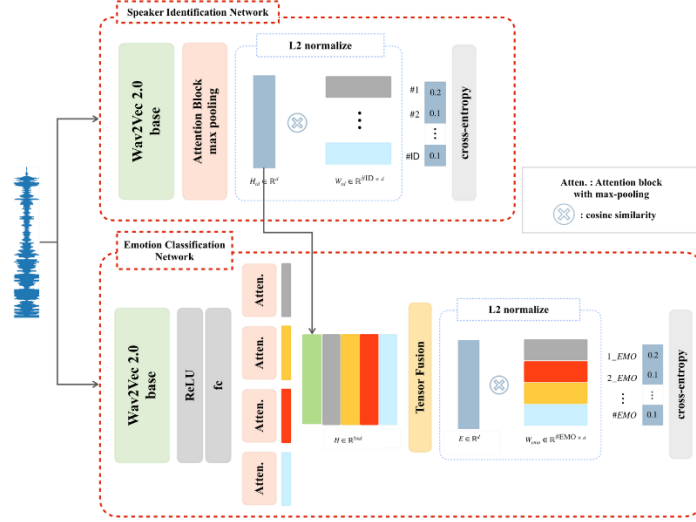 Speaker Identification Network
Wav2Vec 2.0
base
Attention Block
max pooling
L2 normalize
#1
#2
...
#ID
0.2
0.1
...
0.1
cross-entropy
H_id ∈ ℝ^d
W_id ∈ ℝ^#ID × d
Atten. : Attention block
with max-pooling
: cosine similarity
Emotion Classification
Network
Wav2Vec 2.0
base
ReLU
fc
Atten.
Atten.
Atten.
Atten.
Tensor Fusion
L2 normalize
1_EMO
2_EMO
#EMO
0.2
0.1
...
0.1
cross-entropy
E ∈ ℝ^d